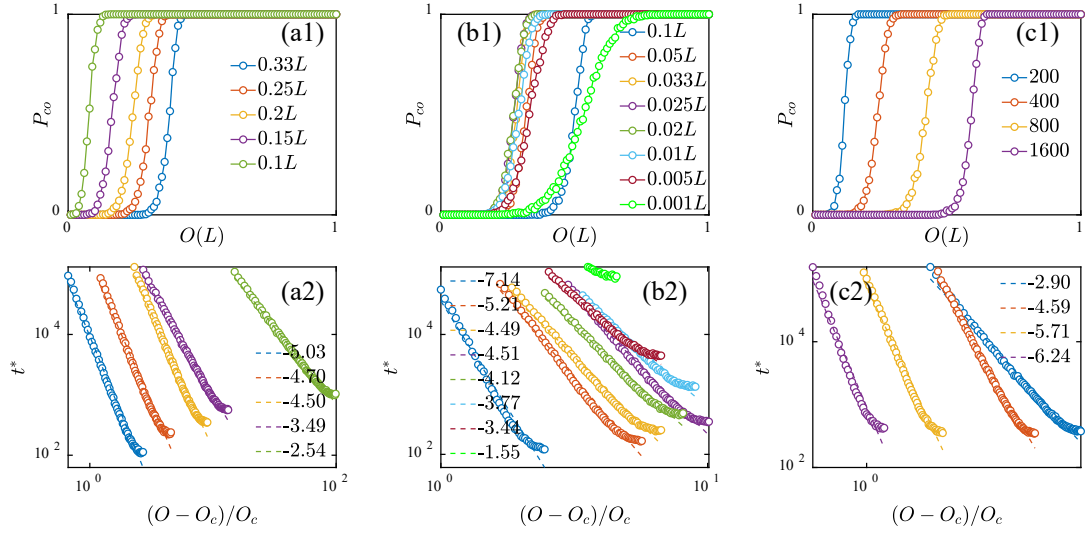 1
(a1)
P_co
0.33L
0.25L
0.2L
0.15L
0.1L
0
0
O(L)
1
1
(b1)
P_co
0.1L
0.05L
0.033L
0.025L
0.02L
0.01L
0.005L
0.001L
0
0
O(L)
1
1
(c1)
P_co
200
400
800
1600
0
0
O(L)
1
(a2)
t*
10^4
10^2
-5.03
-4.70
-4.50
-3.49
-2.54
10^0
10^2
(O − O_c)/O_c
(b2)
t*
10^4
10^2
-7.14
-5.21
-4.49
-4.51
-4.12
-3.77
-3.44
-1.55
10^0
10^1
(O − O_c)/O_c
(c2)
t*
10^4
10^2
-2.90
-4.59
-5.71
-6.24
10^0
(O − O_c)/O_c